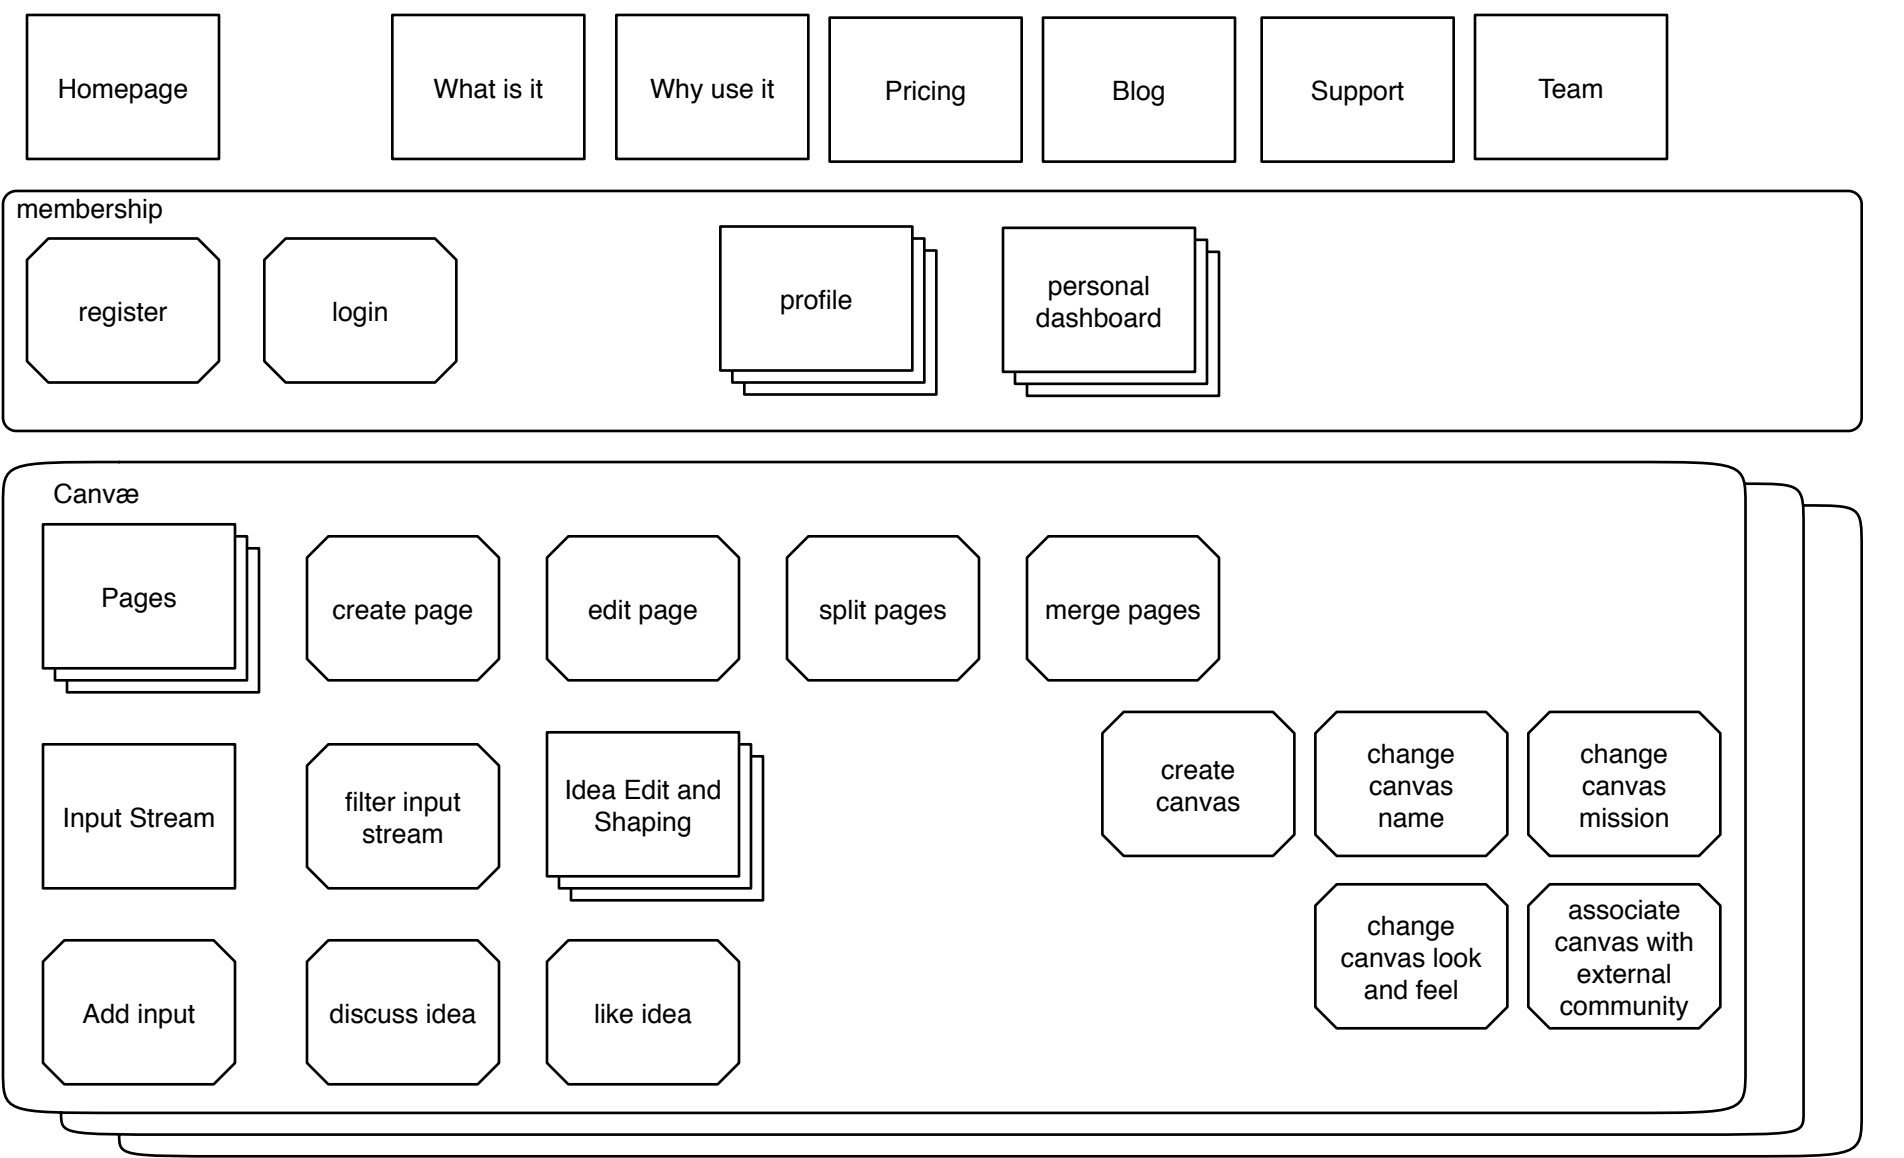 Homepage
What is it
Why use it
Pricing
Blog
Support
Team
membership
register
login
profile
personal
dashboard
Canvæ
Pages
create page
edit page
split pages
merge pages
Input Stream
filter input
stream
Idea Edit and
Shaping
create
canvas
change
canvas
name
change
canvas
mission
Add input
discuss idea
like idea
change
canvas look
and feel
associate
canvas with
external
community